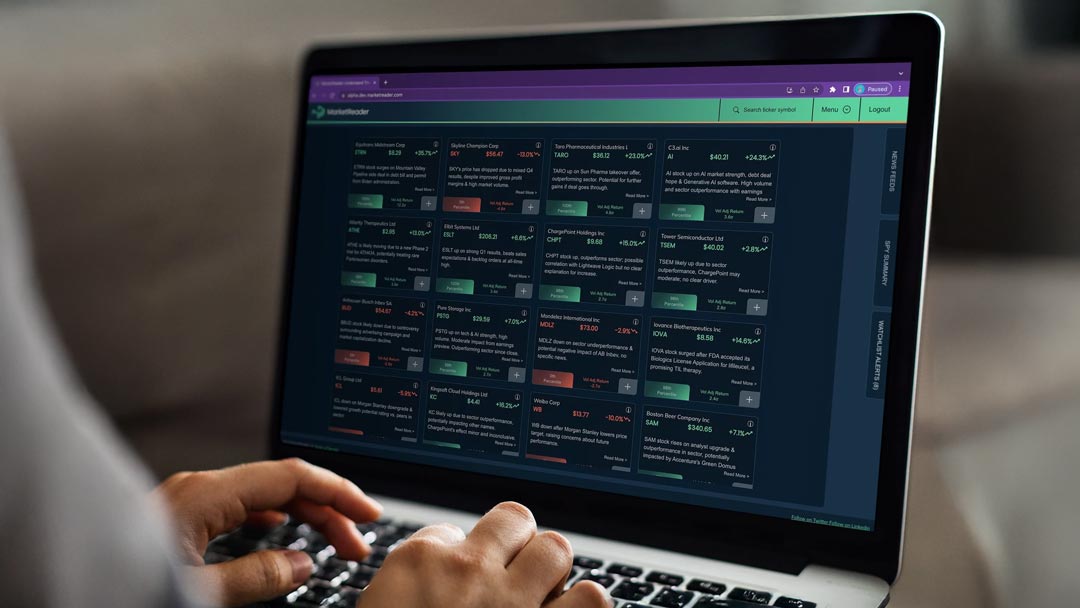 alpha.dev.marketreader.com
Paused
MarketReader
Search ticker symbol
Menu
Logout
Equitrans Midstream Corp
ETRN $8.28 +35.7%
ETRN stock surges on Mountain Valley
Pipeline side deal in debt bill and permit
from Biden administration.
Read More >
Percentile
Vol Adj Return
Skyline Champion Corp
SKY $56.47 -13.0%
SKY's price has dropped due to missed Q4
results, despite improved gross profit
margins & high market volume.
Read More >
Percentile
Vol Adj Return
Taro Pharmaceutical Industries L
TARO $36.12 +23.0%
TARO up on Sun Pharma takeover offer,
outperforming sector. Potential for further
gains if deal goes through.
Read More >
100th
Percentile
Vol Adj Return
C3.ai Inc
AI $40.21 +24.3%
AI stock up on AI market strength, debt deal
hope & Generative AI software. High volume
and sector outperformance with earnings
Read More >
99th
Percentile
Vol Adj Return
Therapeutics Ltd
ATHE $2.95 +13.0%
ATHE is likely moving due to a new Phase 2
trial for ATH434, potentially treating rare
Parkinsonian disorders.
Read More >
Percentile
Vol Adj Return
Elbit Systems Ltd
ESLT $206.21 +6.6%
ESLT up on strong Q1 results, beats sales
expectations & backlog orders at all-time
high.
Read More >
100th
Percentile
Vol Adj Return
ChargePoint Holdings Inc
CHPT $9.68 +15.0%
CHPT stock up, outperforms sector; possible
correlation with Lightwave Logic but no clear
explanation for increase.
Read More >
Percentile
Vol Adj Return
Tower Semiconductor Ltd
TSEM $40.02 +2.8%
TSEM likely up due to sector
outperformance, ChargePoint may
moderate; no clear driver.
Read More >
99th
Percentile
Vol Adj Return
Anheuser-Busch Inbev SA
BUD $54.67 -4.2%
BUD stock likely down due to controversy
surrounding advertising campaign and
market capitalization decline.
Read More >
Percentile
Vol Adj Return
Pure Storage Inc
PSTG $29.59 +7.0%
PSTG up on tech & AI strength, high
volume. Moderate impact from earnings
preview. Outperforming sector since close.
Read More >
Percentile
Vol Adj Return
Mondelez International Inc
MDLZ $73.00 -2.9%
MDLZ down on sector underperformance &
potential negative impact of AB Inbev, no
specific news.
Read More >
Percentile
Vol Adj Return
Iovance Biotherapeutics Inc
IOVA $8.58 +14.6%
IOVA stock surged after FDA accepted its
Biologics License Application for lifileucel, a
promising TIL therapy.
Read More >
98th
Percentile
Vol Adj Return
ICL Group Ltd
ICL $5.61
ICL down on Morgan Stanley downgrade &
lowered growth potential rating vs. peers in
sector.
Read More >
Kingsoft Cloud Holdings Ltd
KC $4.41 +16.2%
KC likely up due to sector outperformance,
potentially impacting other names.
ChargePoint's effect minor and inconclusive.
Read More >
Weibo Corp
WB $13.77 -10.0%
WB down after Morgan Stanley lowers price
target, raising concerns about future
performance.
Read More >
Boston Beer Company Inc
SAM $340.65 +7.1%
SAM stock rises on analyst upgrade &
outperformance in sector, potentially
impacted by Accenture's Green Domus
Read More >
NEWS FEEDS
SPY SUMMARY
WATCHLIST ALERTS (6)
Follow on Twitter Follow on LinkedIn